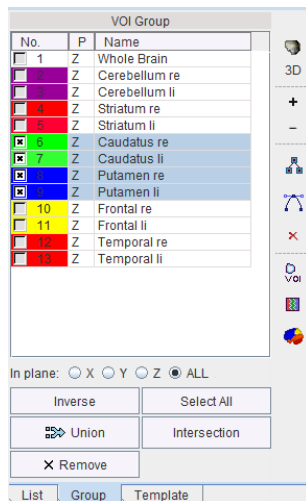 VOI Group
No. P Name
1 Z Whole Brain
2 Z Cerebellum re
3 Z Cerebellum li
4 Z Striatum re
5 Z Striatum li
6 Z Caudatus re
7 Z Caudatus li
8 Z Putamen re
9 Z Putamen li
10 Z Frontal re
11 Z Frontal li
12 Z Temporal re
13 Z Temporal li
3D
VOI
In plane: X Y Z ALL
Inverse Select All
Union Intersection
Remove
List Group Template